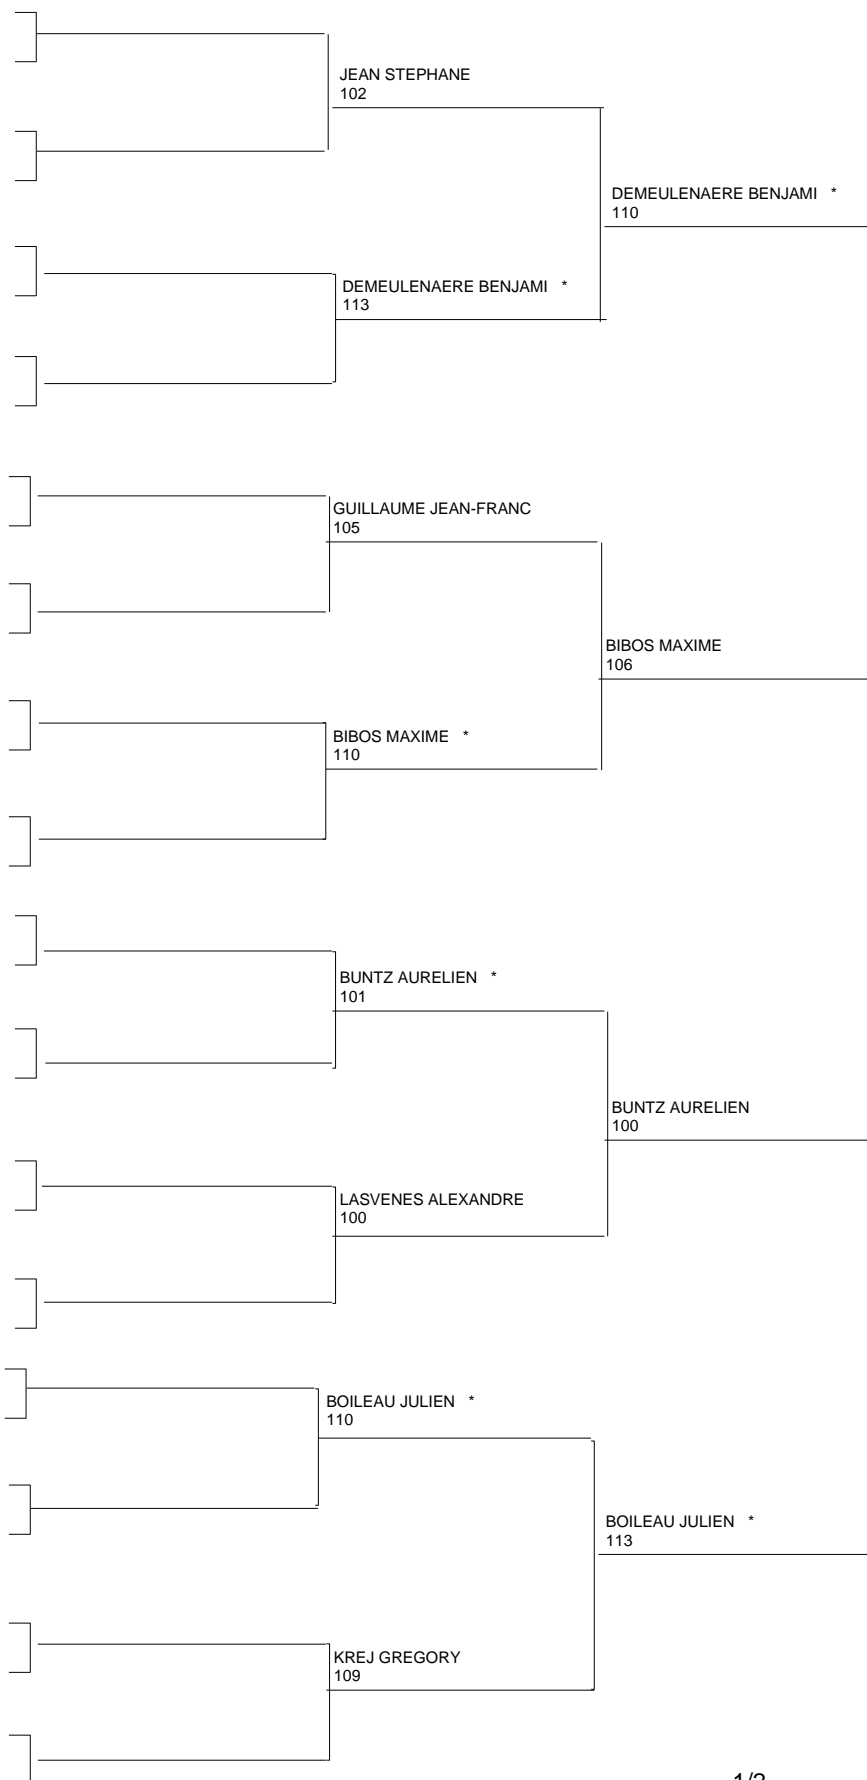 JEAN STEPHANE
102
DEMEULENAERE BENJAMI *
110
DEMEULENAERE BENJAMI *
113
GUILLAUME JEAN-FRANC
105
BIBOS MAXIME
106
BIBOS MAXIME *
110
BUNTZ AURELIEN *
101
BUNTZ AURELIEN
100
LASVENES ALEXANDRE
100
BOILEAU JULIEN *
110
BOILEAU JULIEN *
113
KREJ GREGORY
109